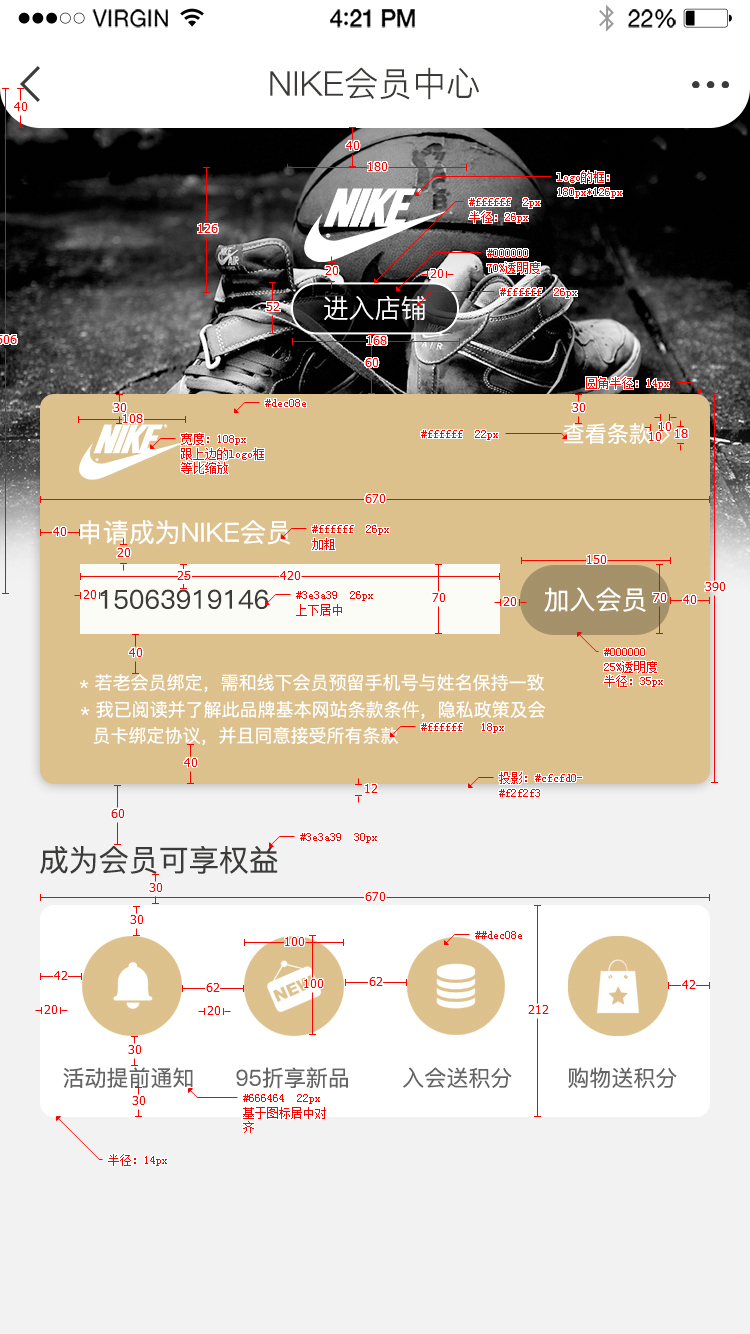 VIRGIN 4:21 PM 22%
NIKE会员中心
40
40
180
logo的框:
180px*126px
126
NIKE
#ffffff 2px
半径: 26px
#000000
70%透明度
20
20
#ffffff 26px
52
进入店铺
168
606
60
圆角半径: 14px
#dec08e
30
108
30
NIKE
宽度: 108px
跟上边的logo框
等比缩放
#ffffff 22px
查看条款
10
10
18
670
40
申请成为NIKE会员
#ffffff 26px
加粗
20
150
25
420
390
20
15063919146
#3e3a39 26px
上下居中
70
20
加入会员
70
40
40
#000000
25%透明度
半径: 35px
* 若老会员绑定，需和线下会员预留手机号与姓名保持一致
* 我已阅读并了解此品牌基本网站条款条件，隐私政策及会
员卡绑定协议，并且同意接受所有条款
#ffffff 18px
40
投影: #cfcfd0-
#f2f2f3
12
60
#3e3a39 30px
成为会员可享权益
30
670
30
100
##dec08e
42
62
NEW
100
62
42
20
20
212
30
活动提前通知 95折享新品 入会送积分 购物送积分
30
#666464 22px
基于图标居中对
齐
半径: 14px